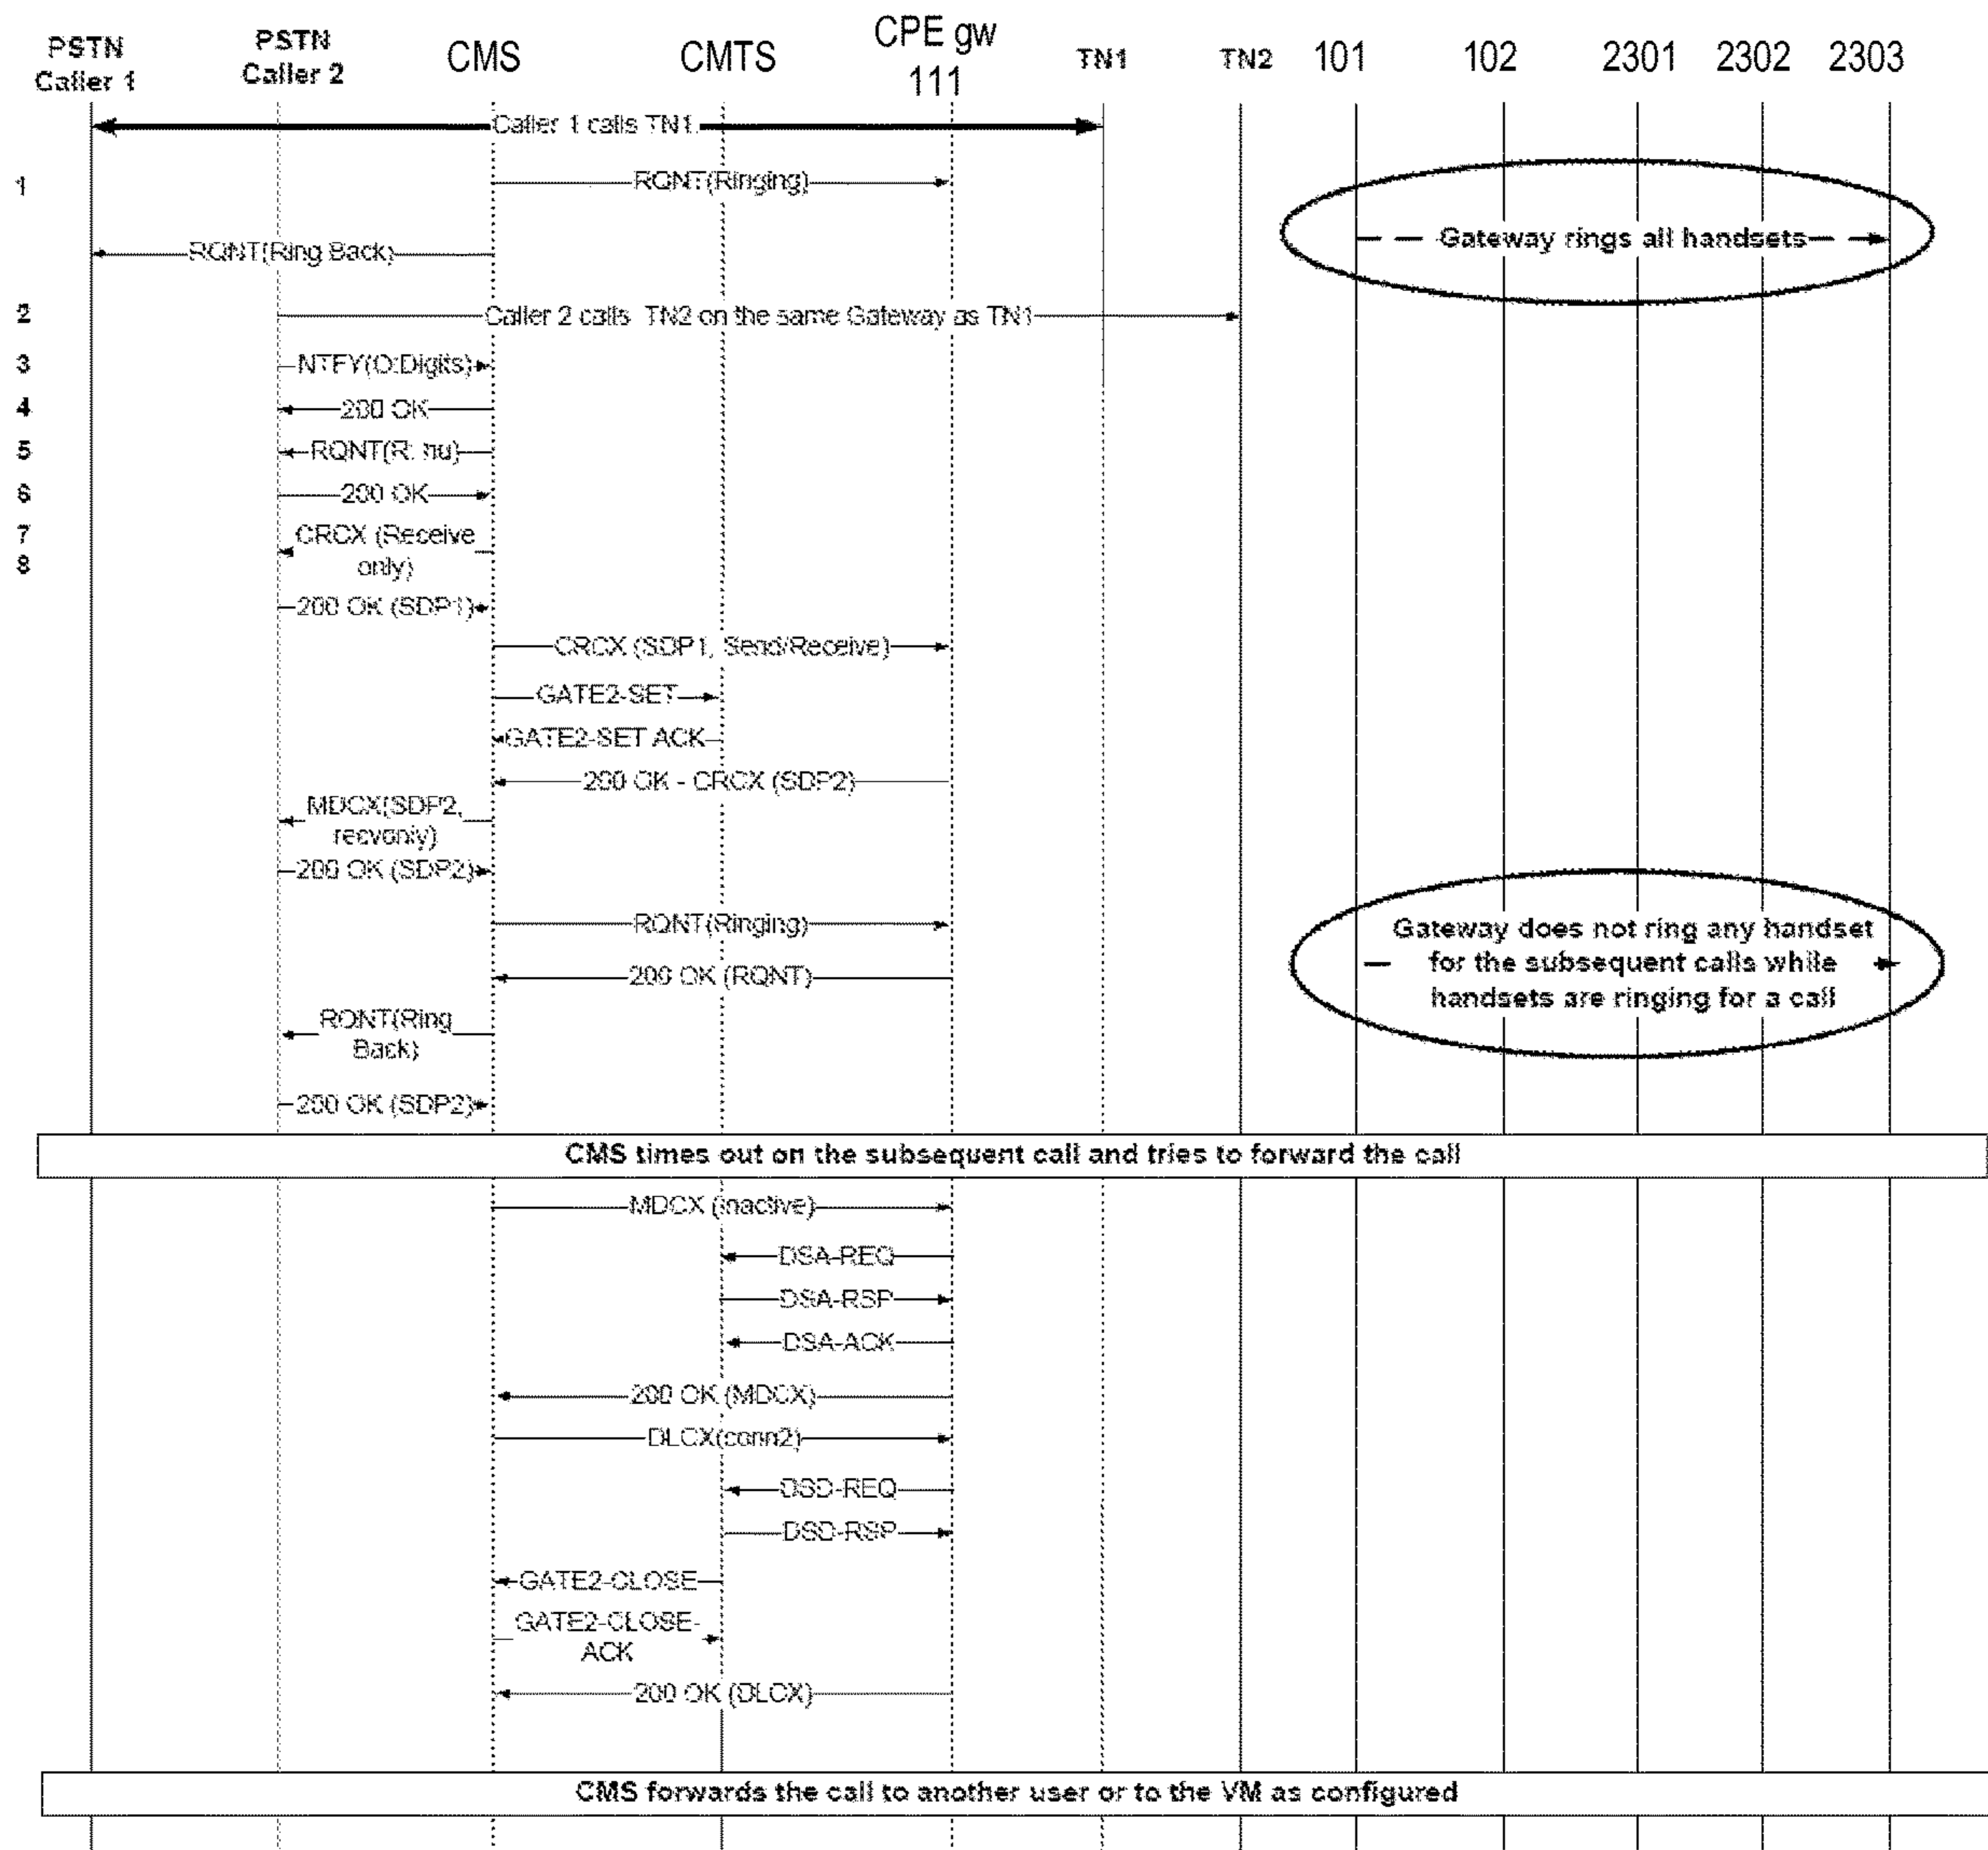 PSTN Caller 1
PSTN Caller 2
CMS
CMTS
CPE gw 111
TN1
TN2
101
102
2301
2302
2303
Caller 1 calls TN1.
1
RQNT(Ringing)
Gateway rings all handsets
RQNT(Ring Back)
2
Caller 2 calls TN2 on the same Gateway as TN1
3
NTFY(O:Digits)
4
200 OK
5
RQNT(R: hu)
6
200 OK
7
8
CRCX (Receive
only)
200 OK (SDP1)
CRCX (SDP1, Send/Receive)
GATE2-SET
GATE2-SET ACK
200 OK - CRCX (SDP2)
MDCX(SDP2,
recvonly)
200 OK (SDP2)
RQNT(Ringing)
Gateway does not ring any handset
for the subsequent calls while
handsets are ringing for a call
200 OK (RQNT)
RQNT(Ring
Back)
200 OK (SDP2)
CMS times out on the subsequent call and tries to forward the call
MDCX (inactive)
DSA-REQ
DSA-RSP
DSA-ACK
200 OK (MDCX)
DLCX(conn2)
DSD-REQ
DSD-RSP
GATE2-CLOSE
GATE2-CLOSE-
ACK
200 OK (DLCX)
CMS forwards the call to another user or to the VM as configured